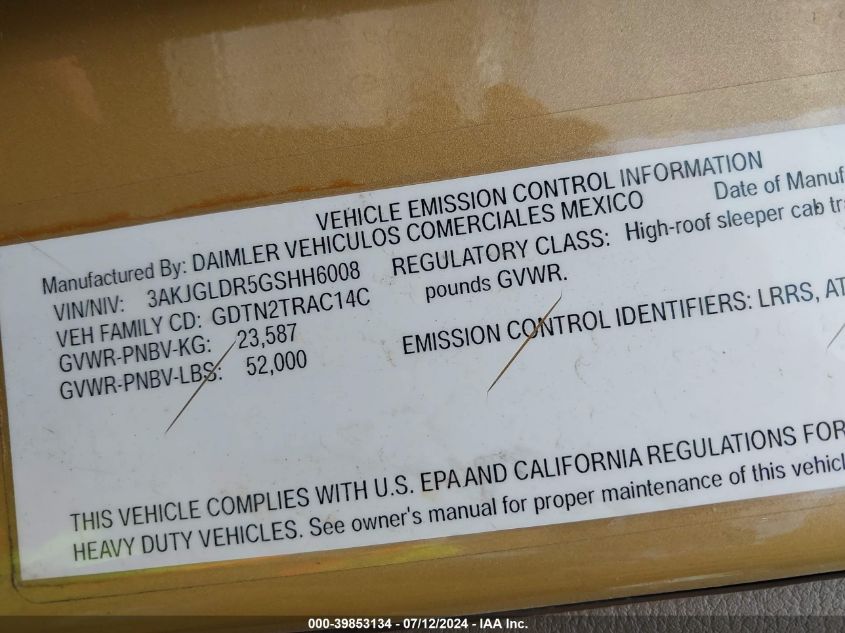 VEHICLE EMISSION CONTROL INFORMATION
Manufactured By: DAIMLER VEHICULOS COMERCIALES MEXICO Date of Manuf
VIN/NIV: 3AKJGLDR5GSHH6008 REGULATORY CLASS: High-roof sleeper cab tra
VEH FAMILY CD: GDTN2TRAC14C pounds GVWR.
GVWR-PNBV-KG: 23,587
GVWR-PNBV-LBS: 52,000 EMISSION CONTROL IDENTIFIERS: LRRS, AT
THIS VEHICLE COMPLIES WITH U.S. EPA AND CALIFORNIA REGULATIONS FOR
HEAVY DUTY VEHICLES. See owner's manual for proper maintenance of this vehicl
000-39853134 - 07/12/2024 - IAA Inc.